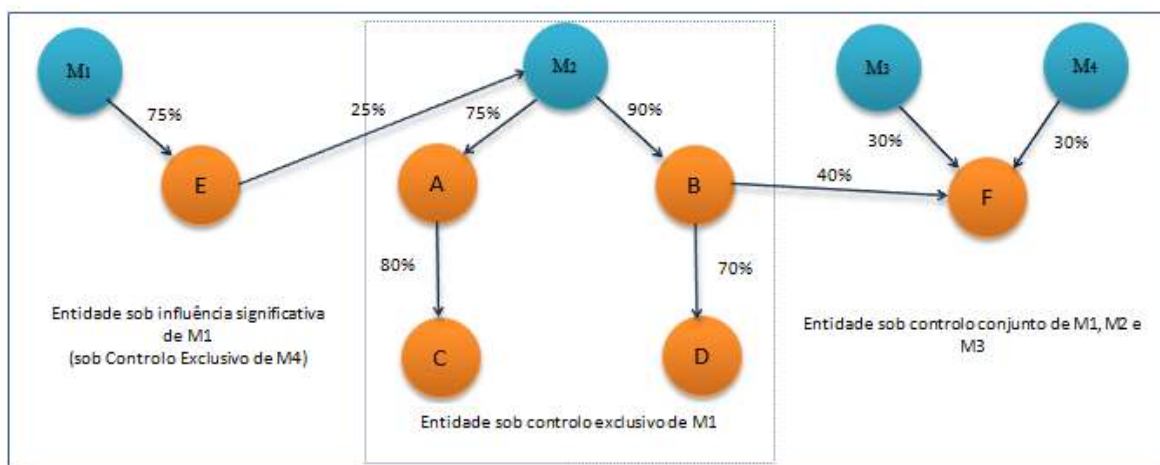 M1
M2
M3
M4
75%
25%
75%
90%
30%
30%
E
A
B
40%
F
80%
70%
Entidade sob influência significativa
de M1
(sob Controlo Exclusivo de M4)
C
D
Entidade sob controlo conjunto de M1, M2 e
M3
Entidade sob controlo exclusivo de M1